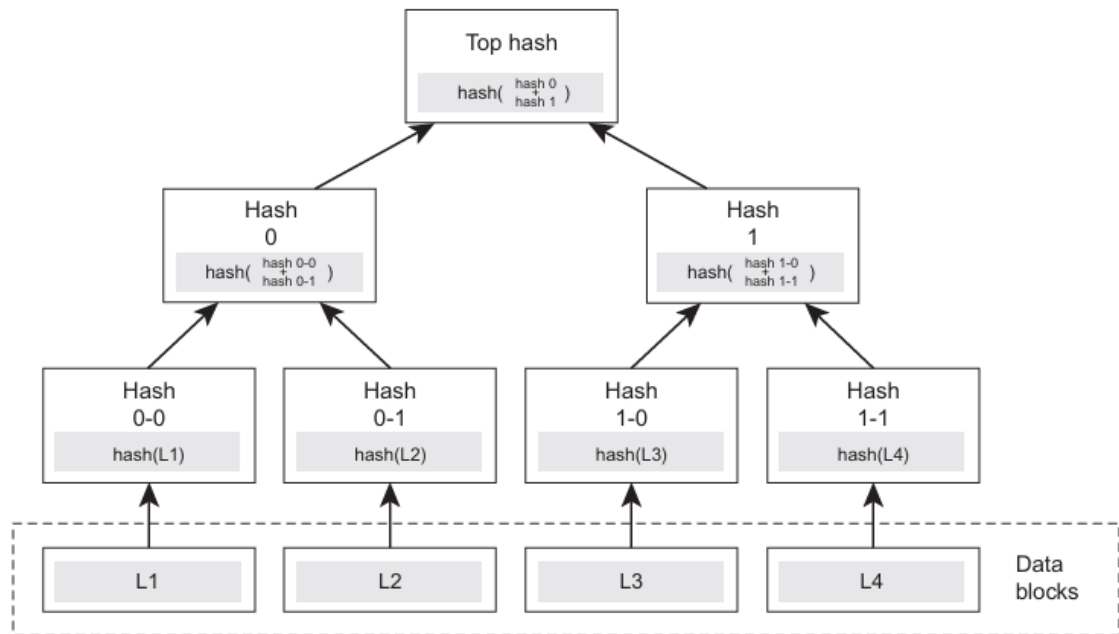 Top hash
hash( hash 0 + hash 1 )
Hash
0
hash( hash 0-0 + hash 0-1 )
Hash
1
hash( hash 1-0 + hash 1-1 )
Hash
0-0
hash(L1)
Hash
0-1
hash(L2)
Hash
1-0
hash(L3)
Hash
1-1
hash(L4)
L1
L2
L3
L4
Data
blocks